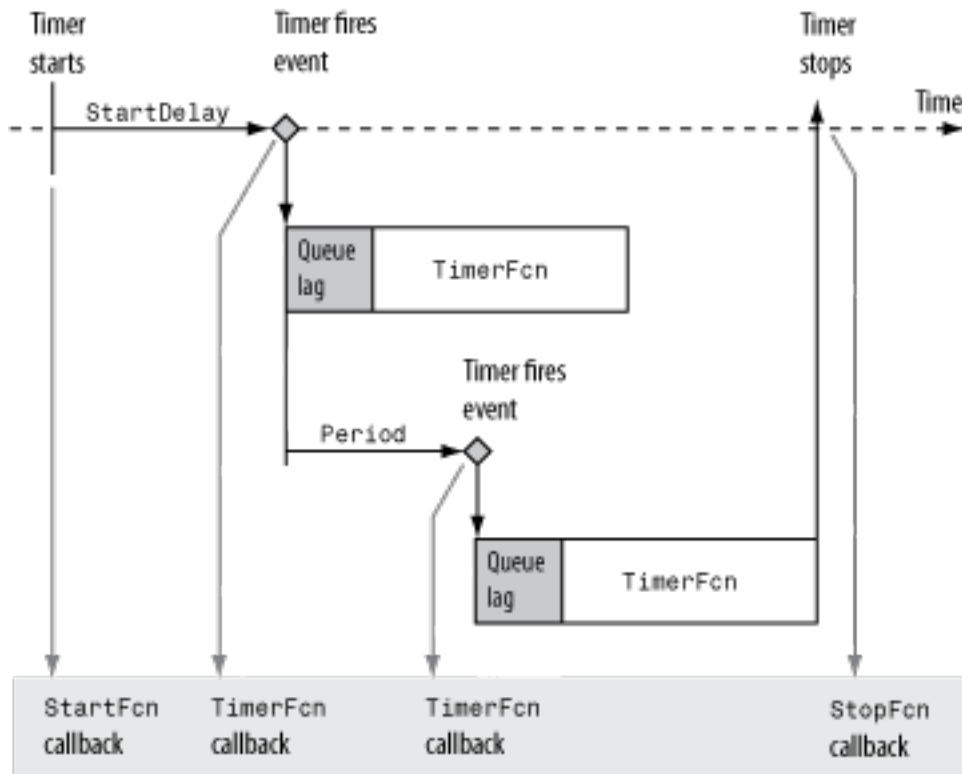 Timer
starts
Timer fires
event
Timer
stops
StartDelay
Time
Queue
lag
TimerFcn
Timer fires
event
Period
Queue
lag
TimerFcn
StartFcn
callback
TimerFcn
callback
TimerFcn
callback
StopFcn
callback